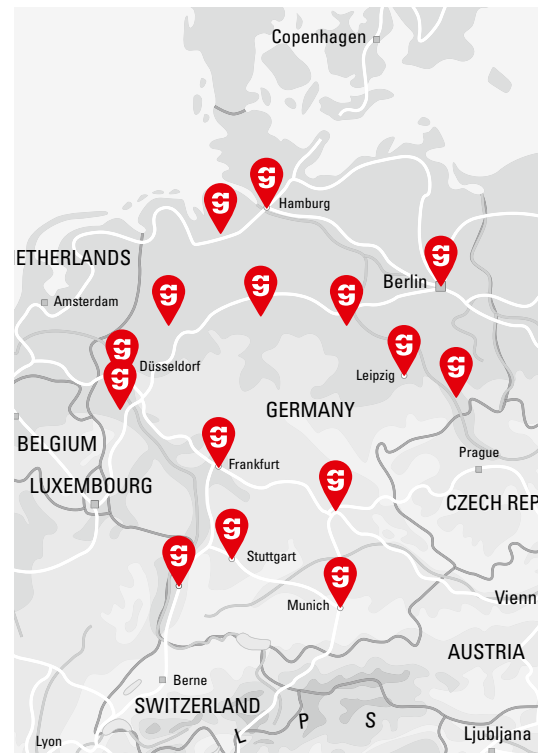 Copenhagen
Hamburg
ETHERLANDS
Berlin
Amsterdam
Düsseldorf
Leipzig
GERMANY
BELGIUM
Prague
Frankfurt
LUXEMBOURG
CZECH REP
Stuttgart
Vienn
Munich
AUSTRIA
Berne
SWITZERLAND
L P S
Ljubljana
Lyon